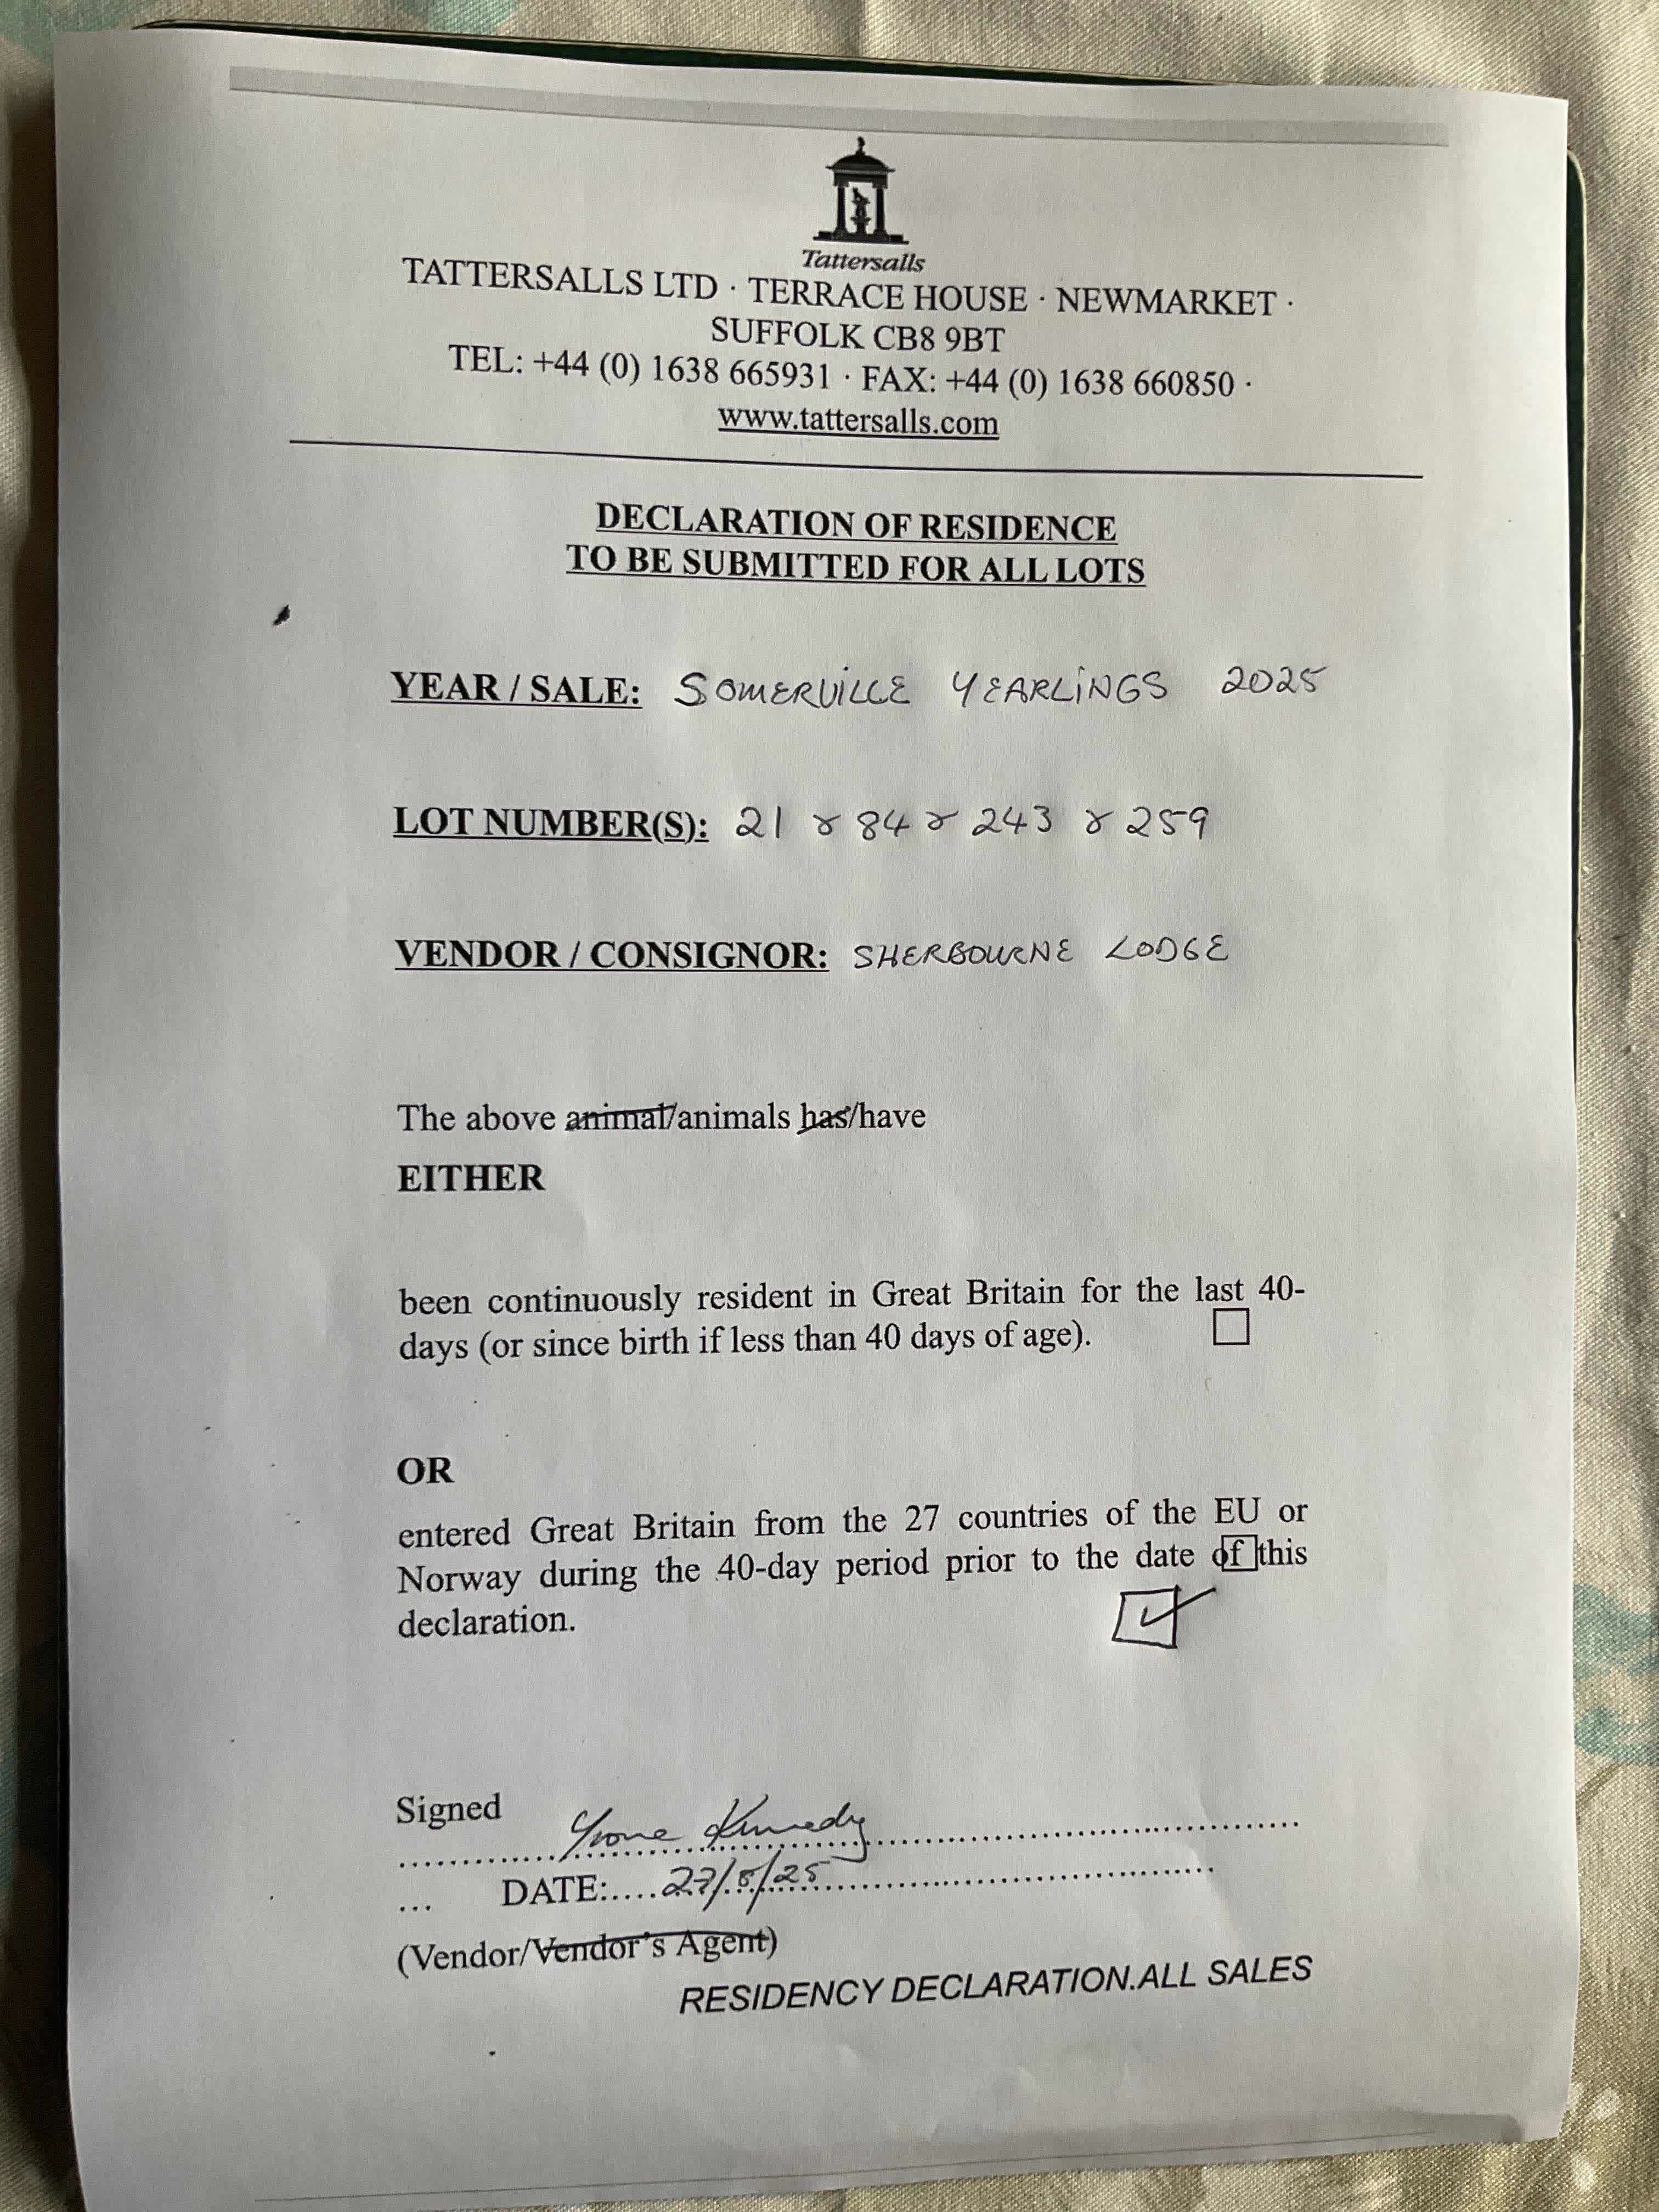 Tattersalls
TATTERSALLS LTD · TERRACE HOUSE · NEWMARKET ·
SUFFOLK CB8 9BT
TEL: +44 (0) 1638 665931 · FAX: +44 (0) 1638 660850 ·
www.tattersalls.com
DECLARATION OF RESIDENCE
TO BE SUBMITTED FOR ALL LOTS
YEAR / SALE: SOMERVILLE YEARLINGS 2025
LOT NUMBER(S): 21 & 84 & 243 & 259
VENDOR / CONSIGNOR: SHERBOURNE LODGE
The above animal/animals has/have
EITHER
been continuously resident in Great Britain for the last 40-
days (or since birth if less than 40 days of age).
OR
entered Great Britain from the 27 countries of the EU or
Norway during the 40-day period prior to the date of this
declaration.
Signed
Yvonne Kennedy
... DATE:....27/8/25
(Vendor/Vendor's Agent)
RESIDENCY DECLARATION.ALL SALES